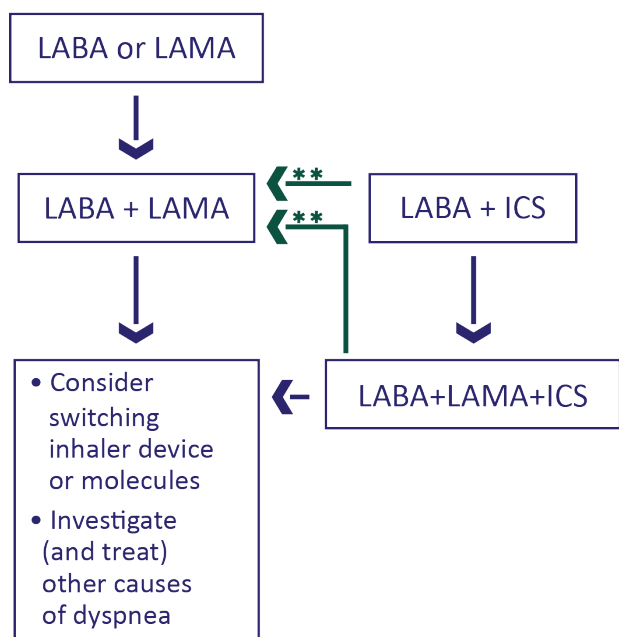 LABA or LAMA
**
LABA + LAMA
LABA + ICS
**
• Consider
switching
inhaler device
or molecules
LABA+LAMA+ICS
• Investigate
(and treat)
other causes
of dyspnea